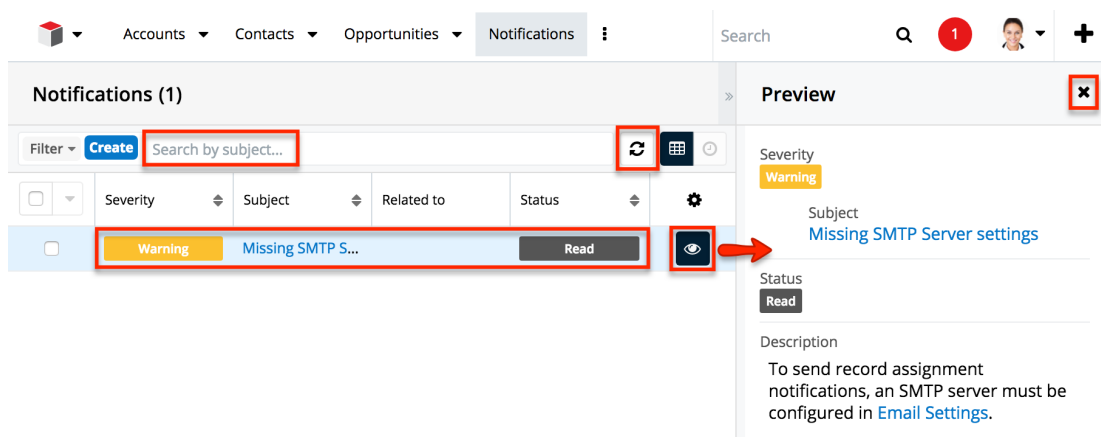 Accounts Contacts Opportunities Notifications Search 1
Notifications (1)
Filter Create Search by subject...
Severity Subject Related to Status
Warning Missing SMTP S... Read
Preview
Severity
Warning
Subject
Missing SMTP Server settings
Status
Read
Description
To send record assignment
notifications, an SMTP server must be
configured in Email Settings.